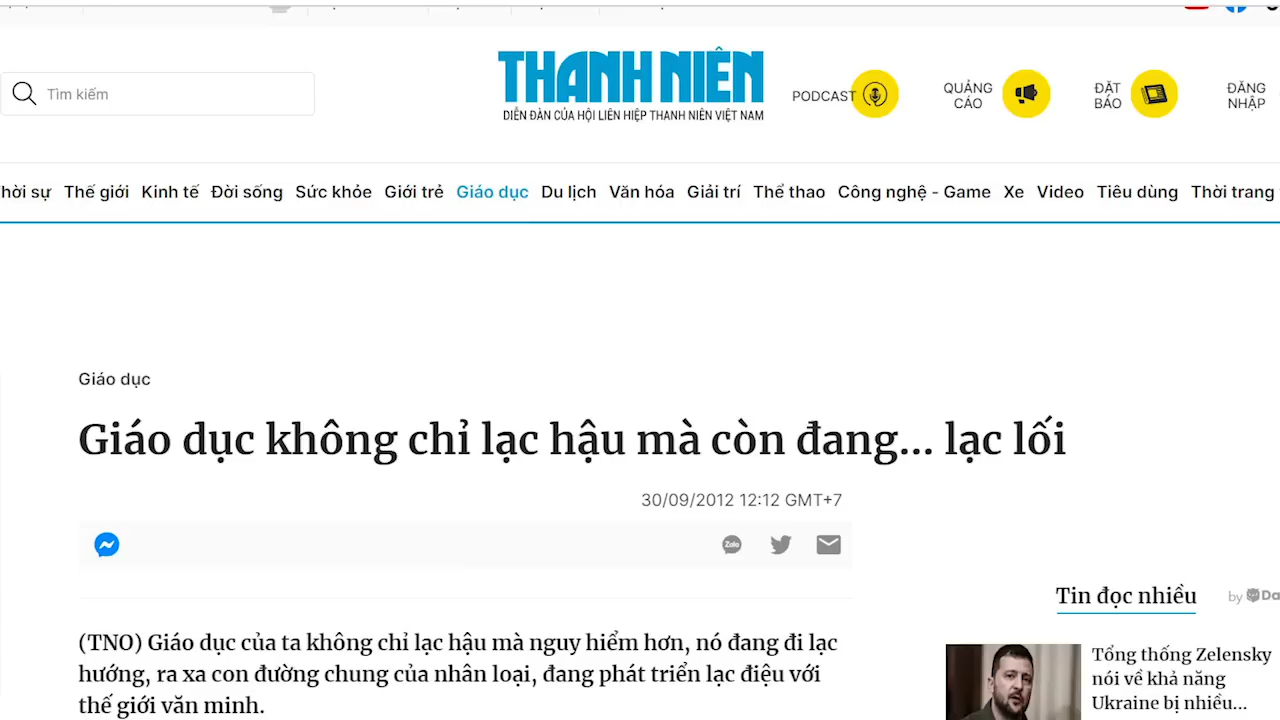 Tìm kiếm
THANH NIÊN
DIỄN ĐÀN CỦA HỘI LIÊN HIỆP THANH NIÊN VIỆT NAM
PODCAST
QUẢNG
CÁO
ĐẶT
BÁO
ĐĂNG
NHẬP
hời sự Thế giới Kinh tế Đời sống Sức khỏe Giới trẻ Giáo dục Du lịch Văn hóa Giải trí Thể thao Công nghệ - Game Xe Video Tiêu dùng Thời trang
Giáo dục
Giáo dục không chỉ lạc hậu mà còn đang... lạc lối
30/09/2012 12:12 GMT+7
Zalo
(TNO) Giáo dục của ta không chỉ lạc hậu mà nguy hiểm hơn, nó đang đi lạc
hướng, ra xa con đường chung của nhân loại, đang phát triển lạc điệu với
thế giới văn minh.
Tin đọc nhiều
by Da
Tổng thống Zelensky
nói về khả năng
Ukraine bị nhiều...